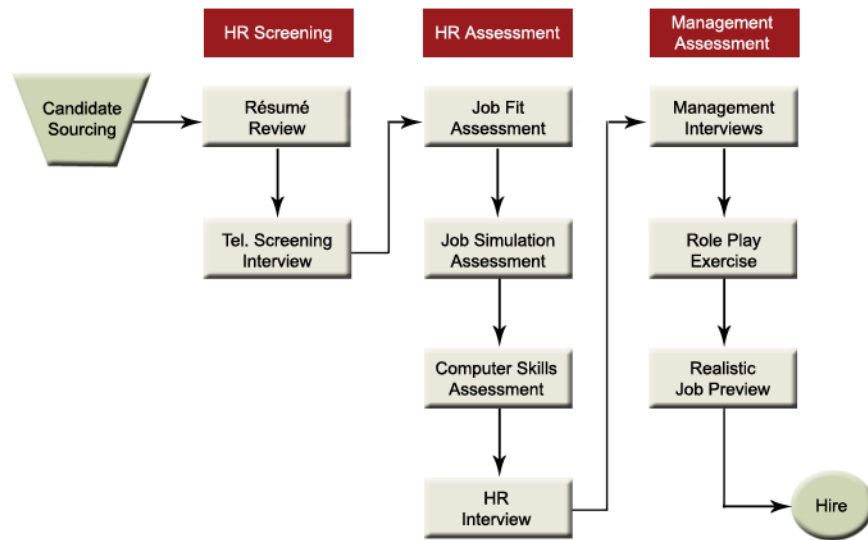 HR Screening
HR Assessment
Management
Assessment
Candidate
Sourcing
Résumé
Review
Job Fit
Assessment
Management
Interviews
Tel. Screening
Interview
Job Simulation
Assessment
Role Play
Exercise
Computer Skills
Assessment
Realistic
Job Preview
HR
Interview
Hire